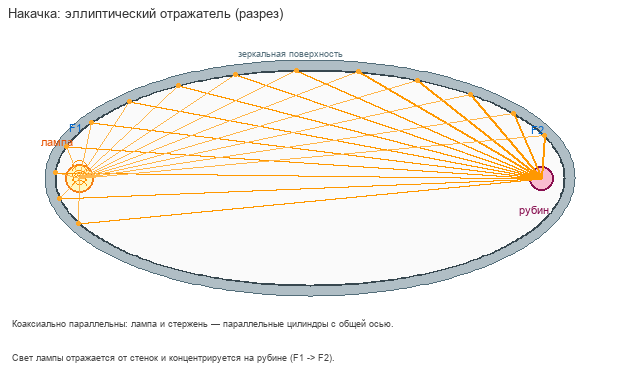 Накачка: эллиптический отражатель (разрез)
зеркальная поверхность
F1
F2
лампа
рубин
Коаксиально параллельны: лампа и стержень — параллельные цилиндры с общей осью.
Свет лампы отражается от стенок и концентрируется на рубине (F1 -> F2).